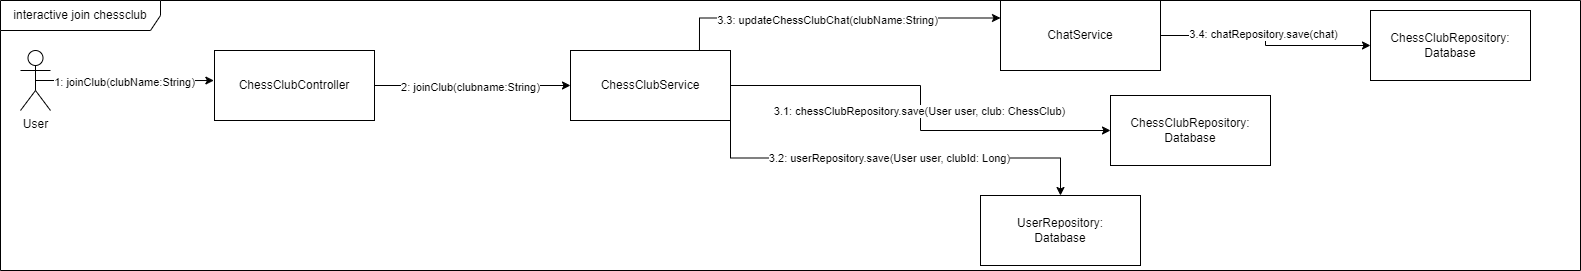 interactive join chessclub
3.3: updateChessClubChat(clubName:String)
ChatService
3.4: chatRepository.save(chat)
ChessClubRepository:
Database
User
1: joinClub(clubName:String)
ChessClubController
2: joinClub(clubname:String)
ChessClubService
3.1: chessClubRepository.save(User user, club: ChessClub)
ChessClubRepository:
Database
3.2: userRepository.save(User user, clubId: Long)
UserRepository:
Database